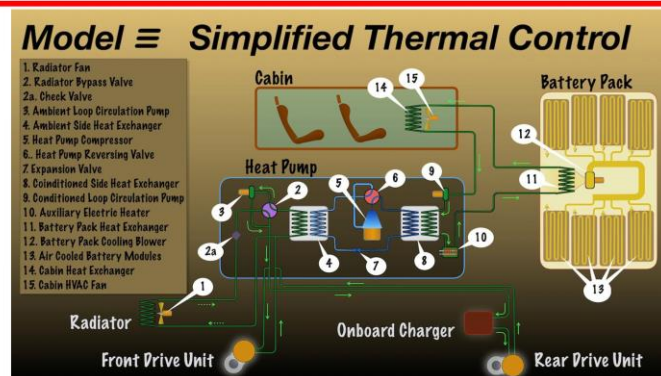 Model ≡ Simplified Thermal Control
1. Radiator Fan
2. Radiator Bypass Valve
2a. Check Valve
3. Ambient Loop Circulation Pump
4. Ambient Side Heat Exchanger
5. Heat Pump Compressor
6.. Heat Pump Reversing Valve
7. Expansion Valve
8. Coinditioned Side Heat Exchanger
9. Conditioned Loop Circulation Pump
10. Auxiliary Electric Heater
11. Battery Pack Heat Exchanger
12. Battery Pack Cooling Blower
13. Air Cooled Battery Modules
14. Cabin Heat Exchanger
15. Cabin HVAC Fan
Cabin
14
15
Battery Pack
12
11
13
Heat Pump
3
2
5
6
9
2a
4
7
8
10
1
Radiator
Front Drive Unit
Onboard Charger
Rear Drive Unit